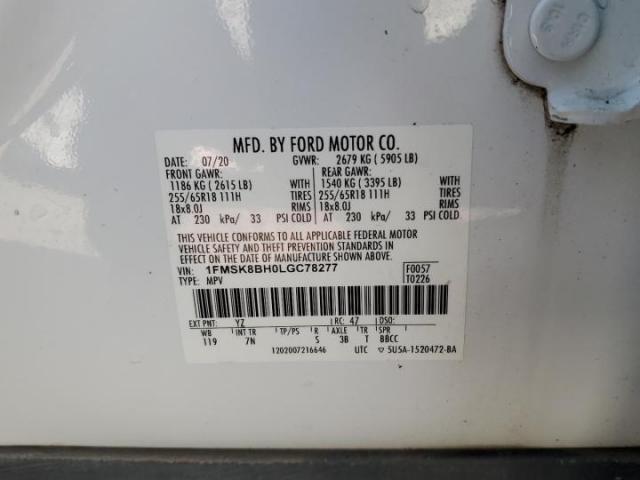 MFD. BY FORD MOTOR CO.
DATE: 07/20 GVWR: 2679 KG ( 5905 LB)
FRONT GAWR: REAR GAWR:
1186 KG ( 2615 LB) WITH 1540 KG ( 3395 LB) WITH
255/65R18 111H TIRES 255/65R18 111H TIRES
18x8.0J RIMS 18x8.0J RIMS
AT 230 kPa/ 33 PSI COLD AT 230 kPa/ 33 PSI COLD
THIS VEHICLE CONFORMS TO ALL APPLICABLE FEDERAL MOTOR
VEHICLE SAFETY AND THEFT PREVENTION STANDARDS IN
EFFECT ON THE DATE OF MANUFACTURE SHOWN ABOVE.
VIN: 1FMSK8BH0LGC78277 F0057
TYPE: MPV T0226
EXT PNT: YZ RC: 47 DSO:
WB INT TR TP/PS R AXLE TR SPR
119 7N S 3B T BBCC
1202007216646 UTC ▽ 5U5A-1520472-BA